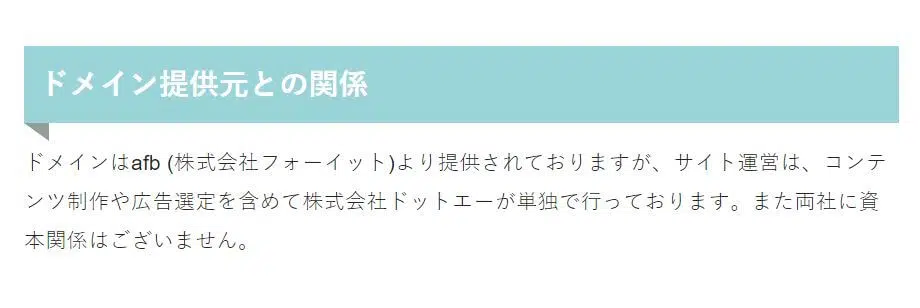 ドメイン提供元との関係
ドメインはafb (株式会社フォーイット)より提供されておりますが、サイト運営は、コンテ
ンツ制作や広告選定を含めて株式会社ドットエーが単独で行っております。また両社に資
本関係はございません。